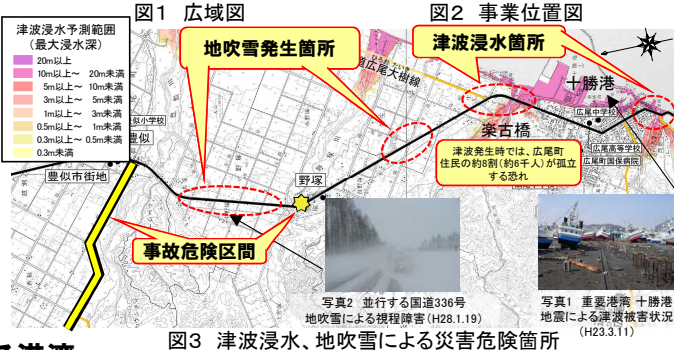 図1 広域図
図2 事業位置図
津波浸水予測範囲
(最大浸水深)
20m以上
10m以上～ 20m未満
5m以上～ 10m未満
3m以上～ 5m未満
1m以上～ 3m未満
0.5m以上～ 1m未満
0.3m以上～ 0.5m未満
0.3m未満
地吹雪発生箇所
津波浸水箇所
広尾大樹線
十勝港
広尾中学校
楽古橋
広尾高等学校
広尾町国保病院
津波発生時では、広尾町
住民の約8割(約6千人)が孤立
する恐れ
似小学校
豊似
豊似市街地
野塚
事故危険区間
写真2 並行する国道336号
地吹雪による視程障害(H28.1.19)
写真1 重要港湾 十勝港
地震による津波被害状況
(H23.3.11)
図3 津波浸水、地吹雪による災害危険箇所